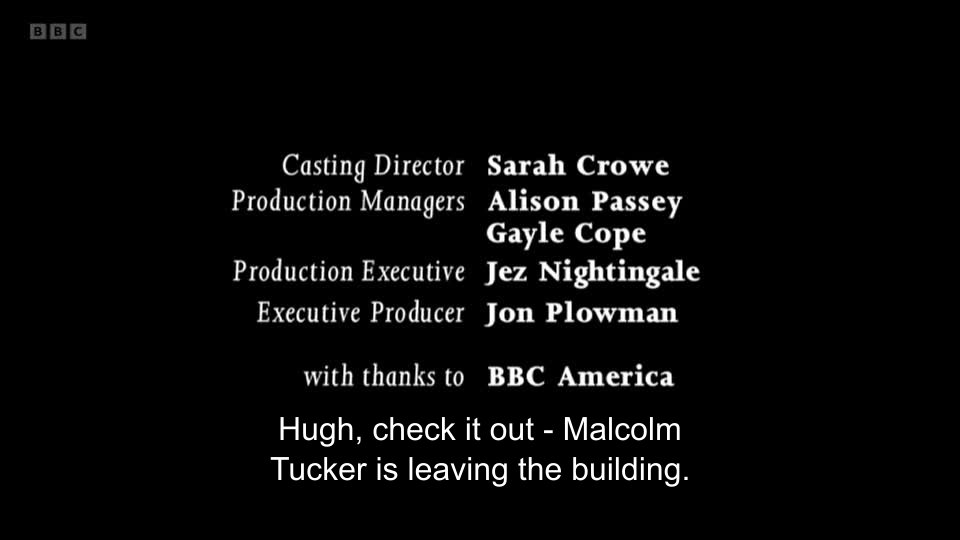 BBC
Casting Director Sarah Crowe
Production Managers Alison Passey
Gayle Cope
Production Executive Jez Nightingale
Executive Producer Jon Plowman
with thanks to BBC America
Hugh, check it out - Malcolm
Tucker is leaving the building.